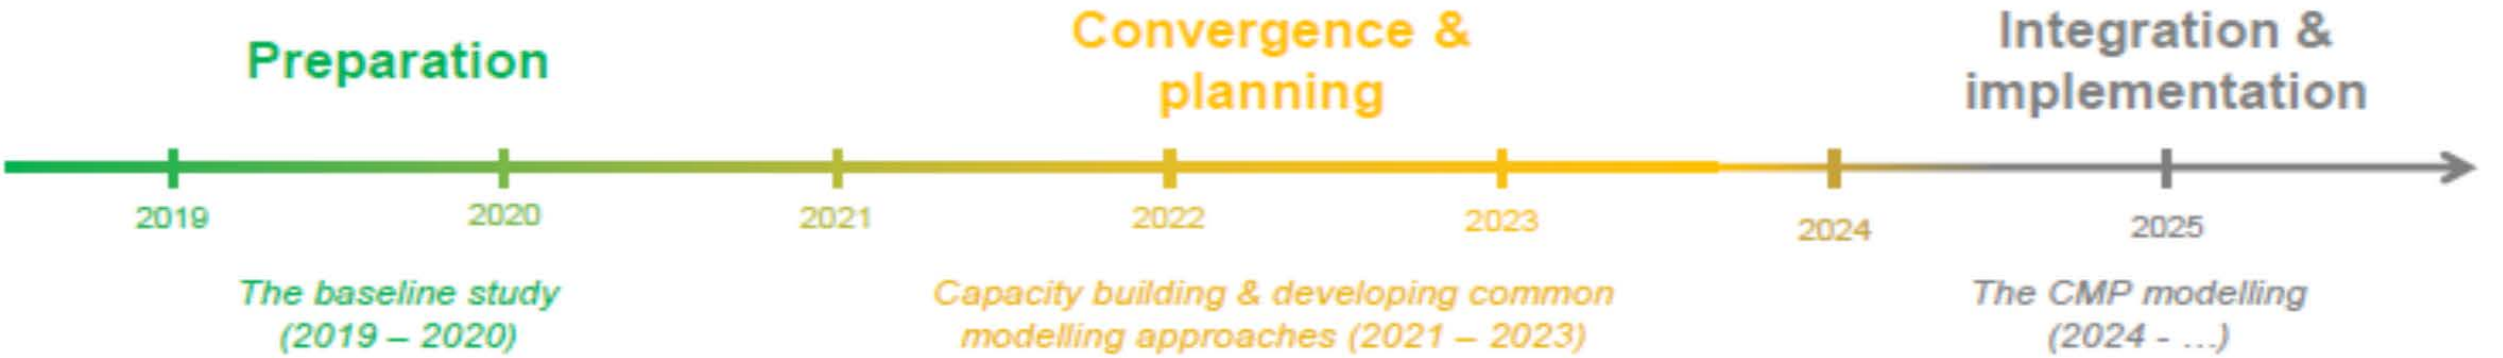 Preparation
Convergence &
planning
Integration &
implementation
2019
2020
2021
2022
2023
2024
2025
The baseline study
(2019 – 2020)
Capacity building & developing common
modelling approaches (2021 – 2023)
The CMP modelling
(2024 - ...)